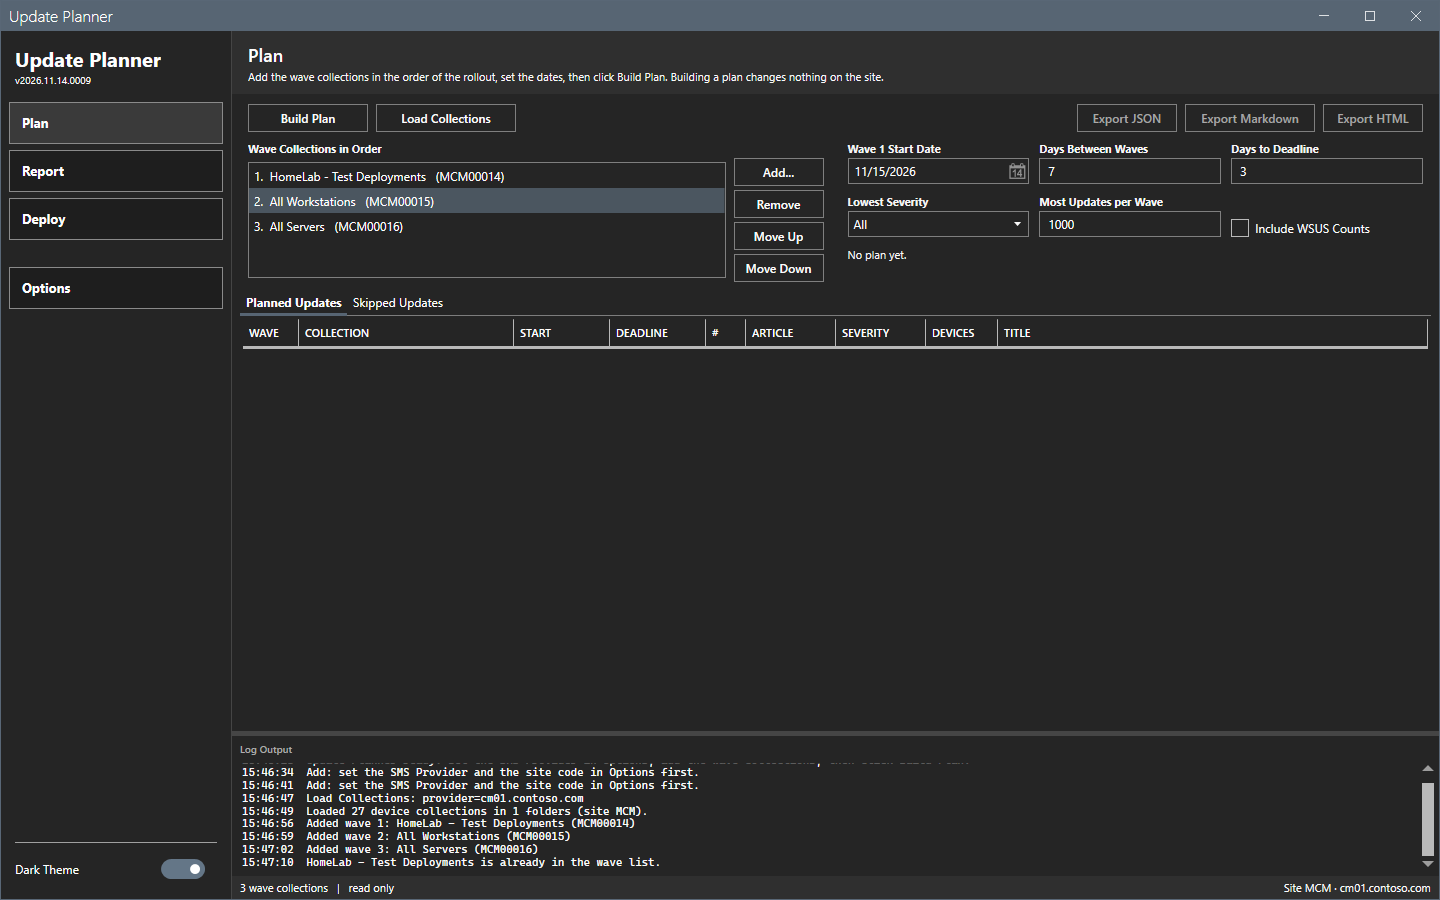 Update Planner
Update Planner
v2026.11.14.0009
Plan
Report
Deploy
Options
Dark Theme
Plan
Add the wave collections in the order of the rollout, set the dates, then click Build Plan. Building a plan changes nothing on the site.
Build Plan
Load Collections
Export JSON
Export Markdown
Export HTML
Wave Collections in Order
1. HomeLab - Test Deployments (MCM00014)
2. All Workstations (MCM00015)
3. All Servers (MCM00016)
Add...
Remove
Move Up
Move Down
Wave 1 Start Date
11/15/2026
14
Days Between Waves
7
Days to Deadline
3
Lowest Severity
All
Most Updates per Wave
1000
Include WSUS Counts
No plan yet.
Planned Updates
Skipped Updates
WAVE COLLECTION START DEADLINE # ARTICLE SEVERITY DEVICES TITLE
Log Output
15:46:34 Add: set the SMS Provider and the site code in Options first.
15:46:41 Add: set the SMS Provider and the site code in Options first.
15:46:47 Load Collections: provider=cm01.contoso.com
15:46:49 Loaded 27 device collections in 1 folders (site MCM).
15:46:56 Added wave 1: HomeLab - Test Deployments (MCM00014)
15:46:59 Added wave 2: All Workstations (MCM00015)
15:47:02 Added wave 3: All Servers (MCM00016)
15:47:10 HomeLab - Test Deployments is already in the wave list.
3 wave collections | read only
Site MCM · cm01.contoso.com